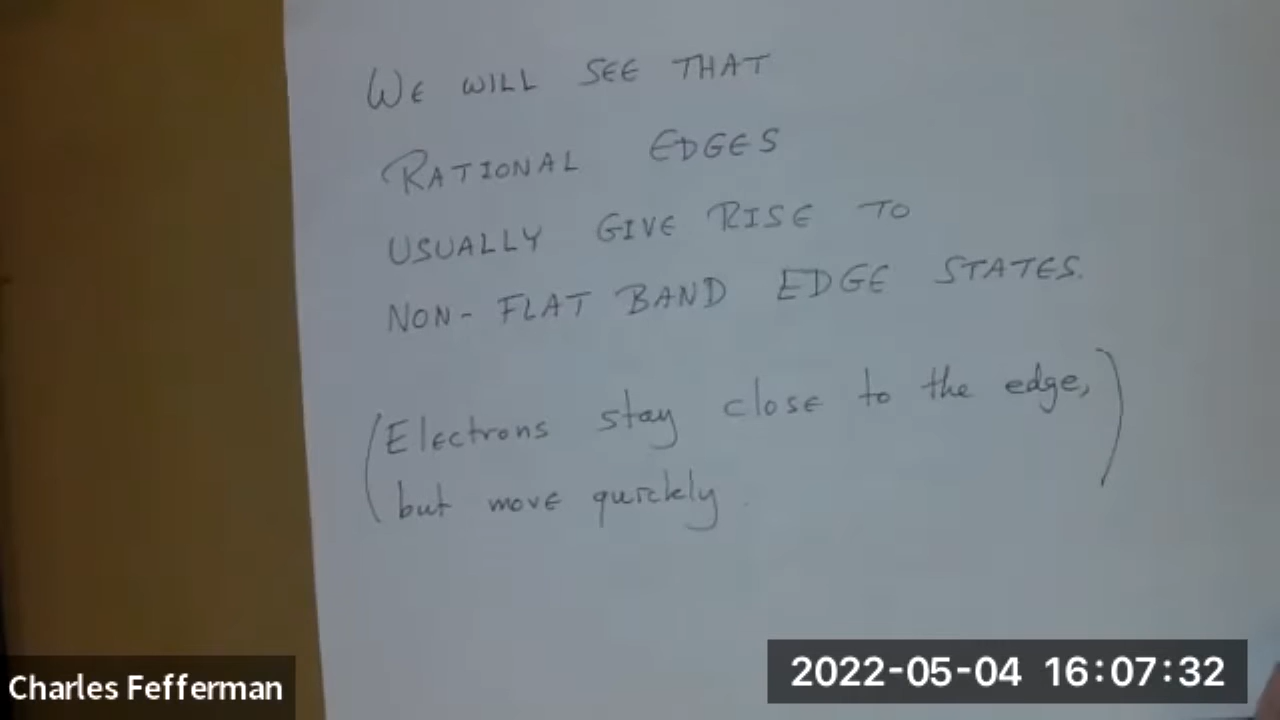 WE WILL SEE THAT
RATIONAL EDGES
USUALLY GIVE RISE TO
NON-FLAT BAND EDGE STATES.
(Electrons stay close to the edge,
but move quickly.)
Charles Fefferman
2022-05-04 16:07:32